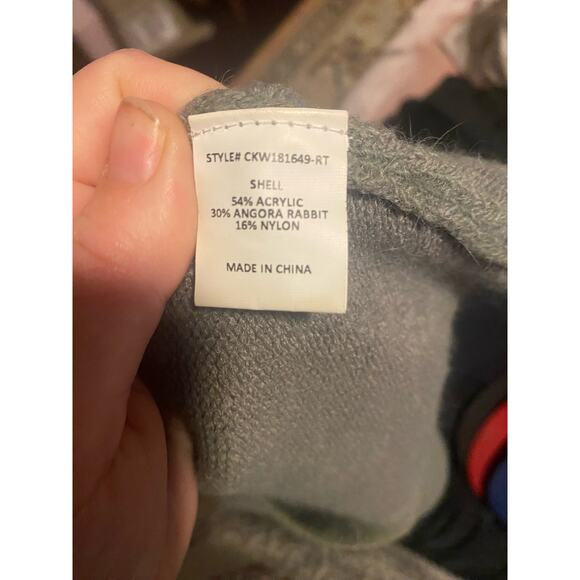 STYLE# CKW181649-RT
SHELL
54% ACRYLIC
30% ANGORA RABBIT
16% NYLON
MADE IN CHINA